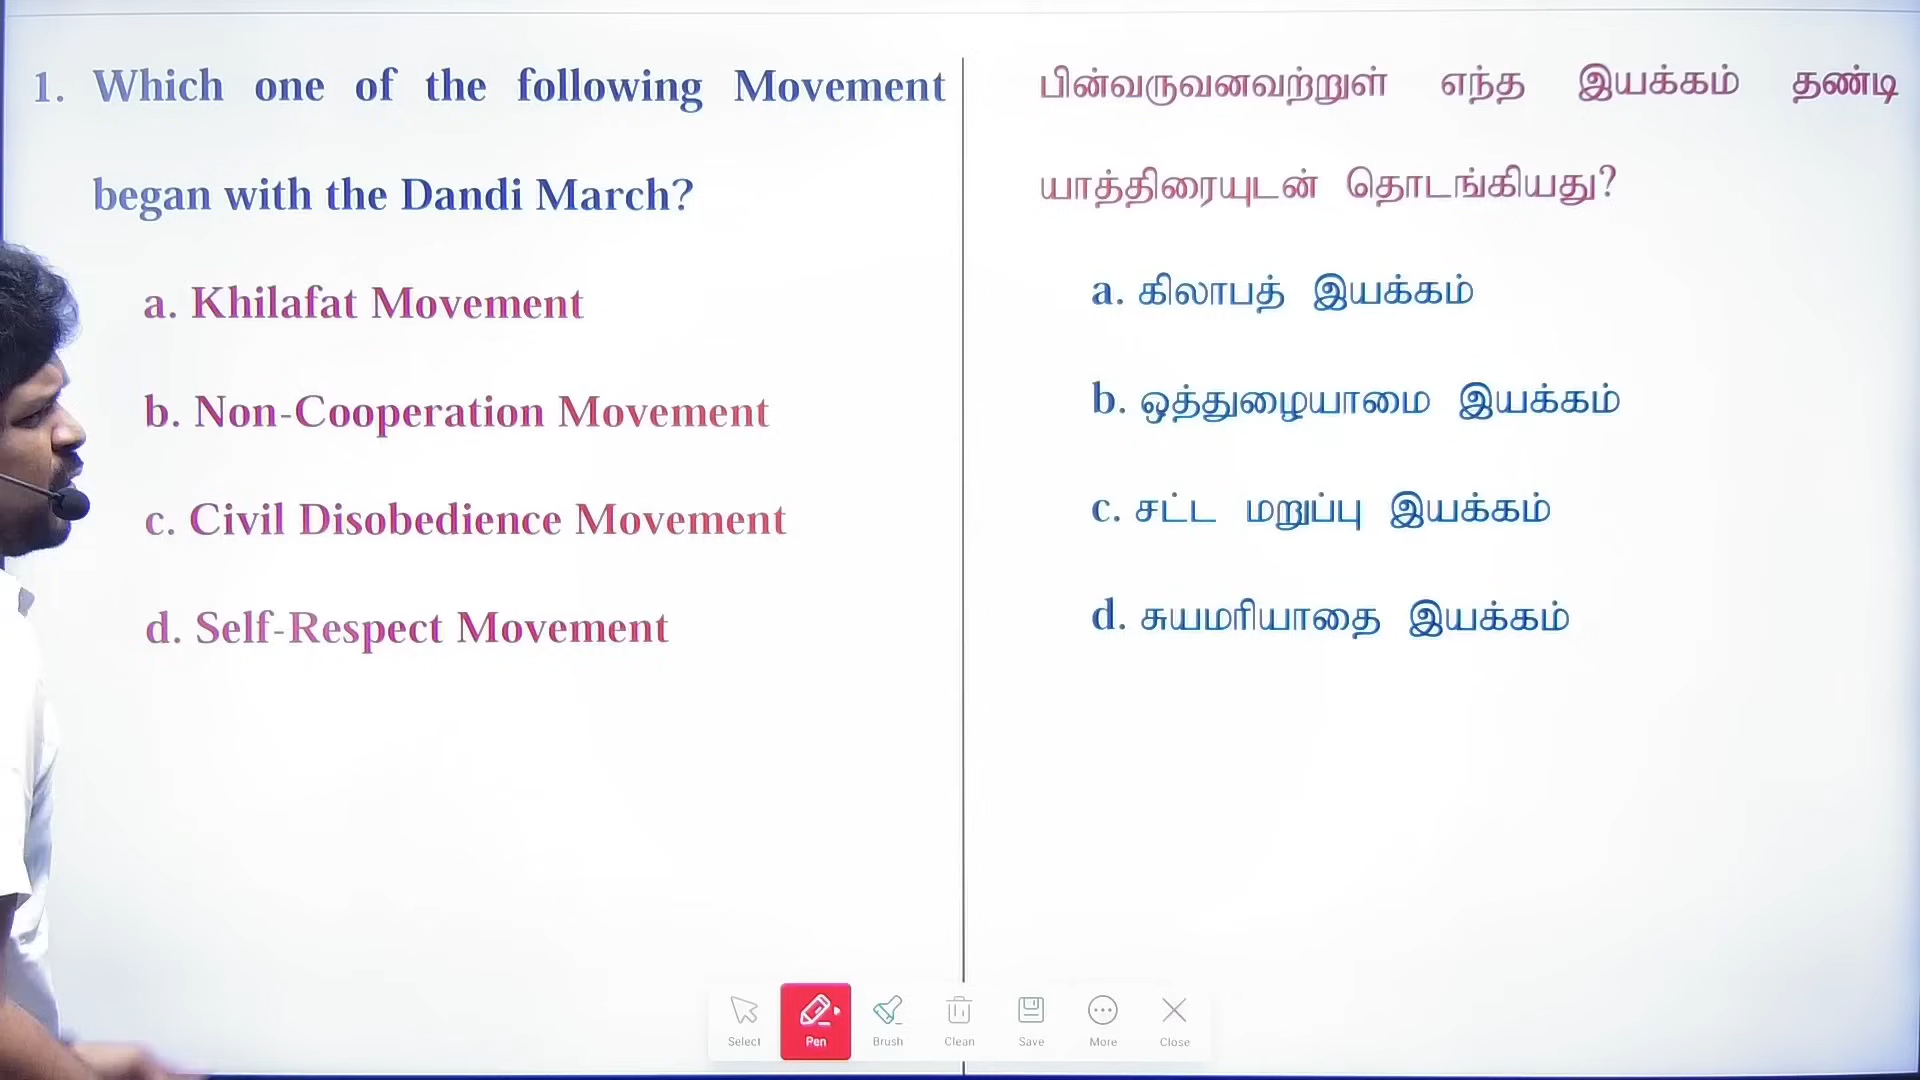 1. Which one of the following Movement
began with the Dandi March?
a. Khilafat Movement
b. Non-Cooperation Movement
c. Civil Disobedience Movement
d. Self-Respect Movement
பின்வருவனவற்றுள் எந்த இயக்கம் தண்டி
யாத்திரையுடன் தொடங்கியது?
a. கிலாபத் இயக்கம்
b. ஒத்துழையாமை இயக்கம்
c. சட்ட மறுப்பு இயக்கம்
d. சுயமரியாதை இயக்கம்
Select Pen Brush Clean Save More Close